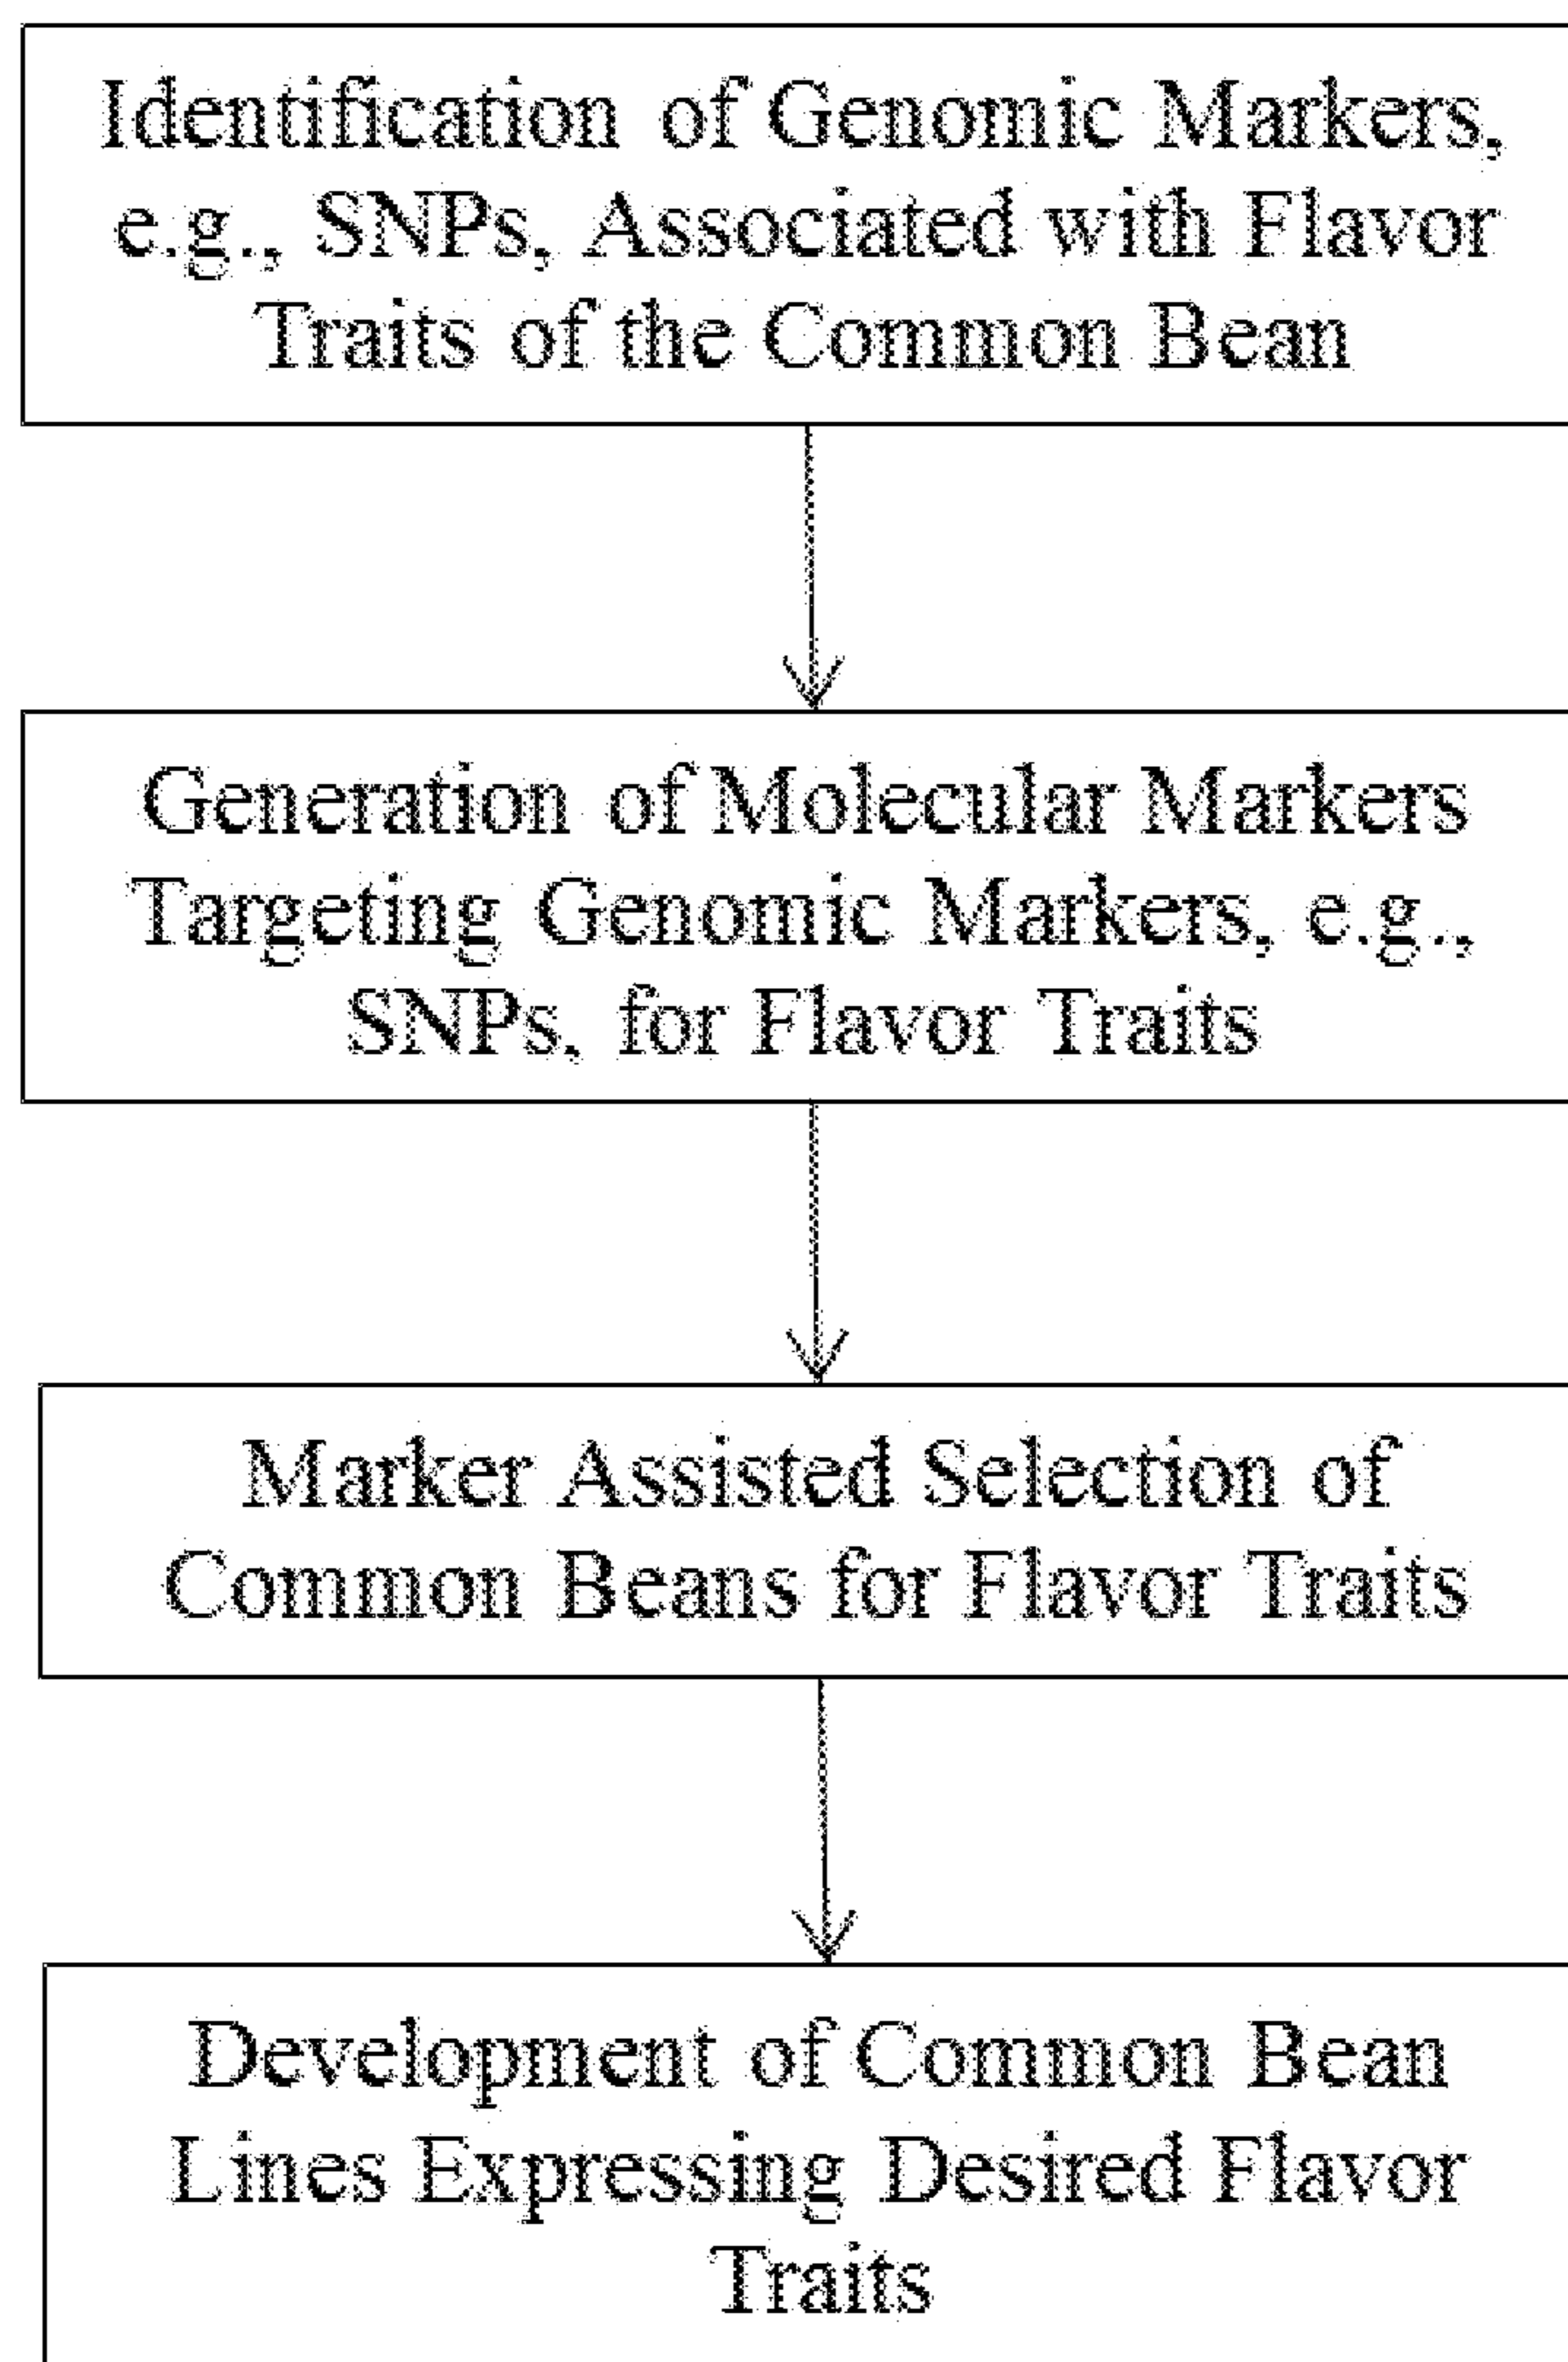 Identification of Genomic Markers,
e.g., SNPs, Associated with Flavor
Traits of the Common Bean
Generation of Molecular Markers
Targeting Genomic Markers, e.g.,
SNPs, for Flavor Traits
Marker Assisted Selection of
Common Beans for Flavor Traits
Development of Common Bean
Lines Expressing Desired Flavor
Traits